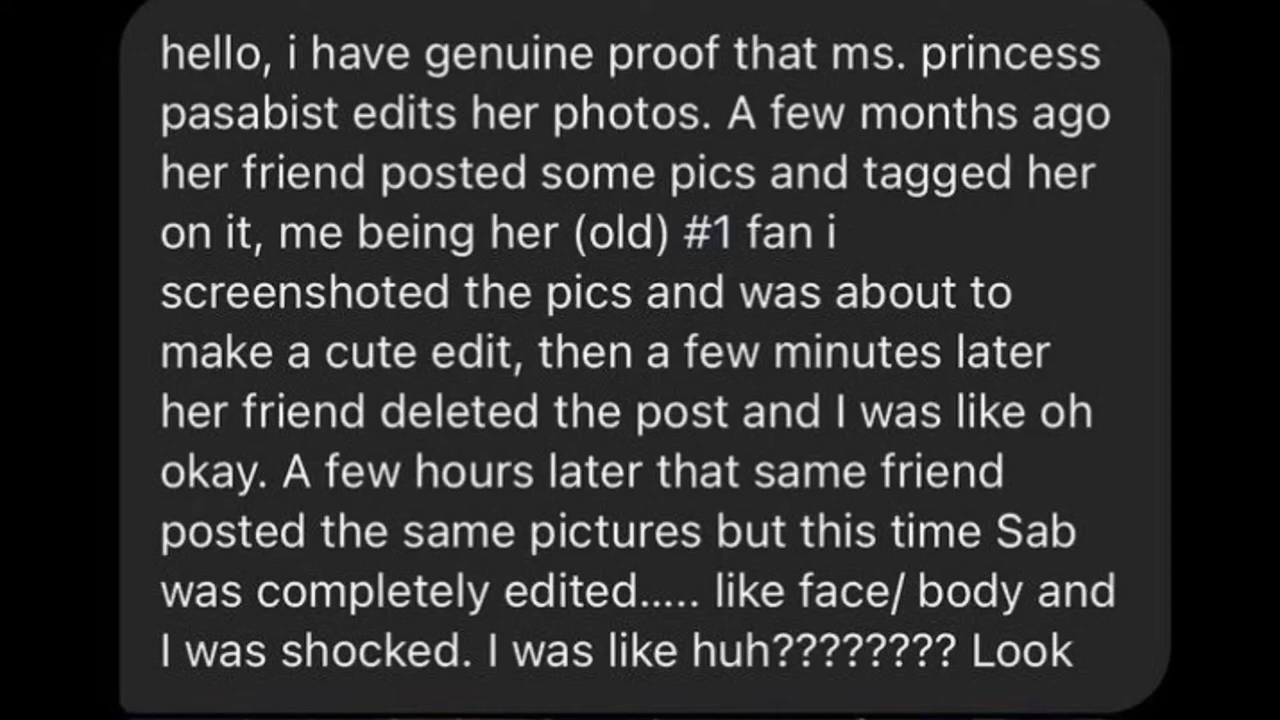 hello, i have genuine proof that ms. princess
pasabist edits her photos. A few months ago
her friend posted some pics and tagged her
on it, me being her (old) #1 fan i
screenshoted the pics and was about to
make a cute edit, then a few minutes later
her friend deleted the post and I was like oh
okay. A few hours later that same friend
posted the same pictures but this time Sab
was completely edited..... like face/ body and
I was shocked. I was like huh???????? Look